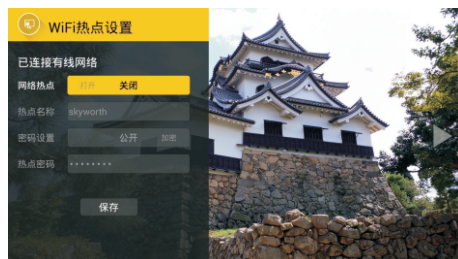 WiFi热点设置
已连接有线网络
网络热点 打开 关闭
热点名称 skyworth
密码设置 公开 加密
热点密码 ••••••••
保存